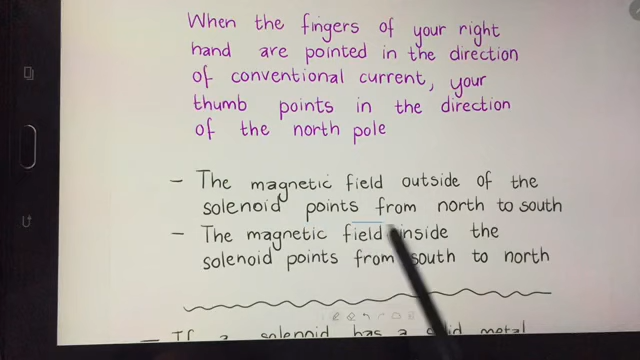 When the fingers of your right
hand are pointed in the direction
of conventional current, your
thumb points in the direction
of the north pole
- The magnetic field outside of the
solenoid points from north to south
- The magnetic field inside the
solenoid points from south to north
- If a solenoid has a solid metal